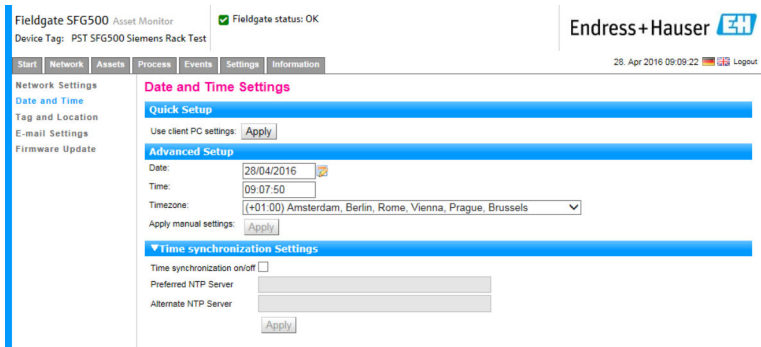 Fieldgate SFG500 Asset Monitor
Fieldgate status: OK
Device Tag: PST SFG500 Siemens Rack Test
Endress+Hauser EH
Start Network Assets Process Events Settings Information
28. Apr 2016 09:09:22 Logout
Network Settings
Date and Time
Tag and Location
E-mail Settings
Firmware Update
Date and Time Settings
Quick Setup
Use client PC settings: Apply
Advanced Setup
Date: 28/04/2016
Time: 09:07:50
Timezone: (+01:00) Amsterdam, Berlin, Rome, Vienna, Prague, Brussels
Apply manual settings: Apply
▼Time synchronization Settings
Time synchronization on/off
Preferred NTP Server
Alternate NTP Server
Apply